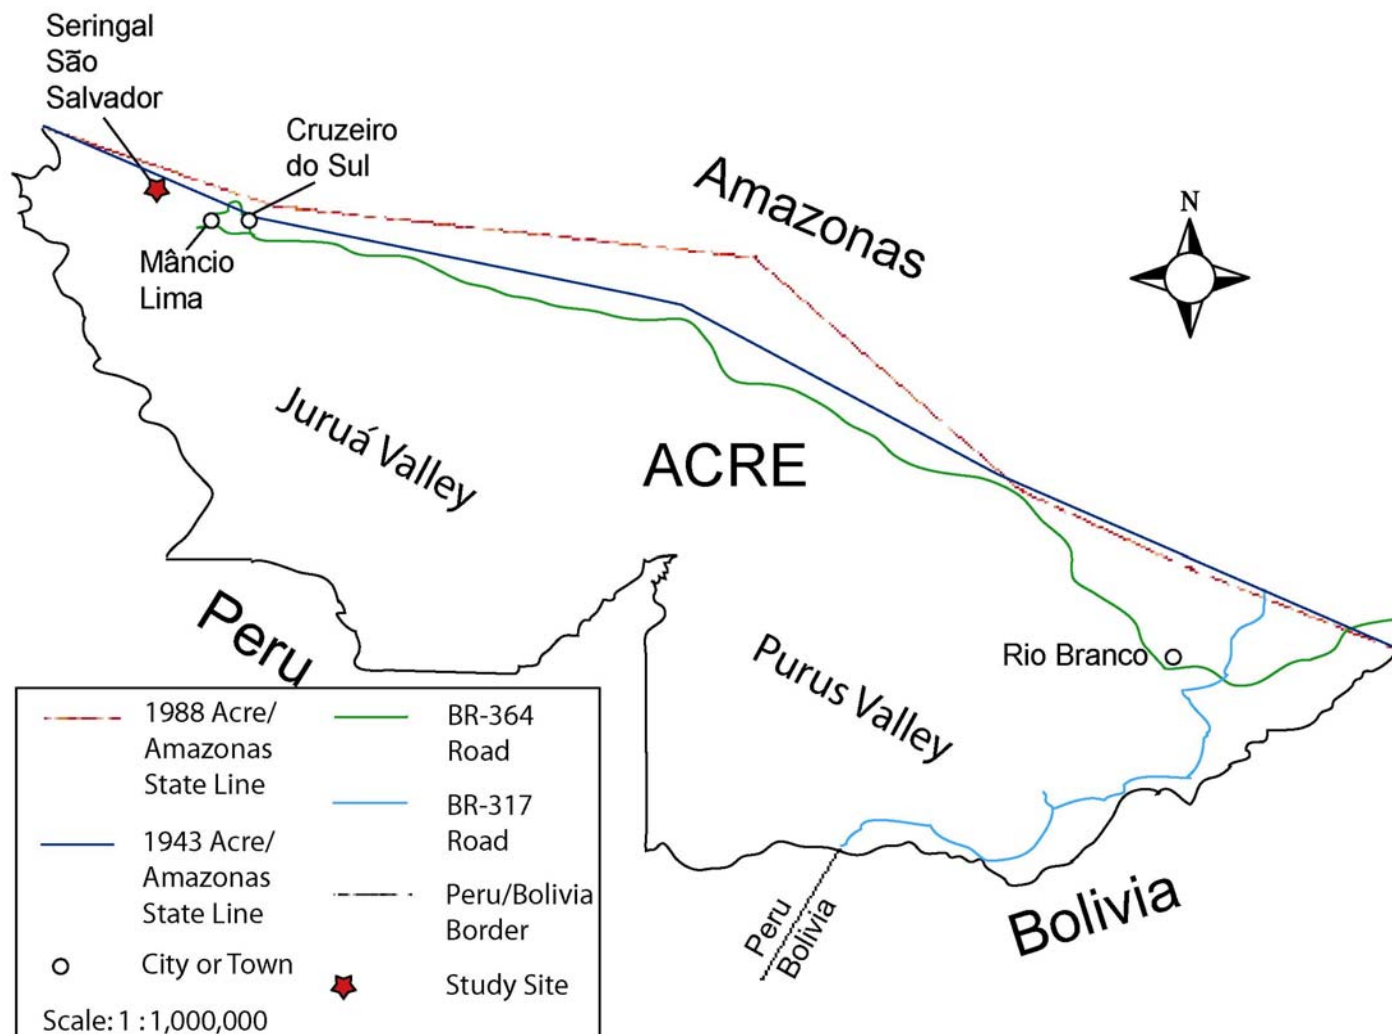 Seringal
São
Salvador
Cruzeiro
do Sul
Amazonas
N
Mâncio
Lima
Juruá Valley
ACRE
Peru
Purus Valley
Rio Branco
Bolivia
Peru
Bolivia
1988 Acre/
Amazonas
State Line
1943 Acre/
Amazonas
State Line
City or Town
Scale: 1 : 1,000,000
BR-364
Road
BR-317
Road
Peru/Bolivia
Border
Study Site